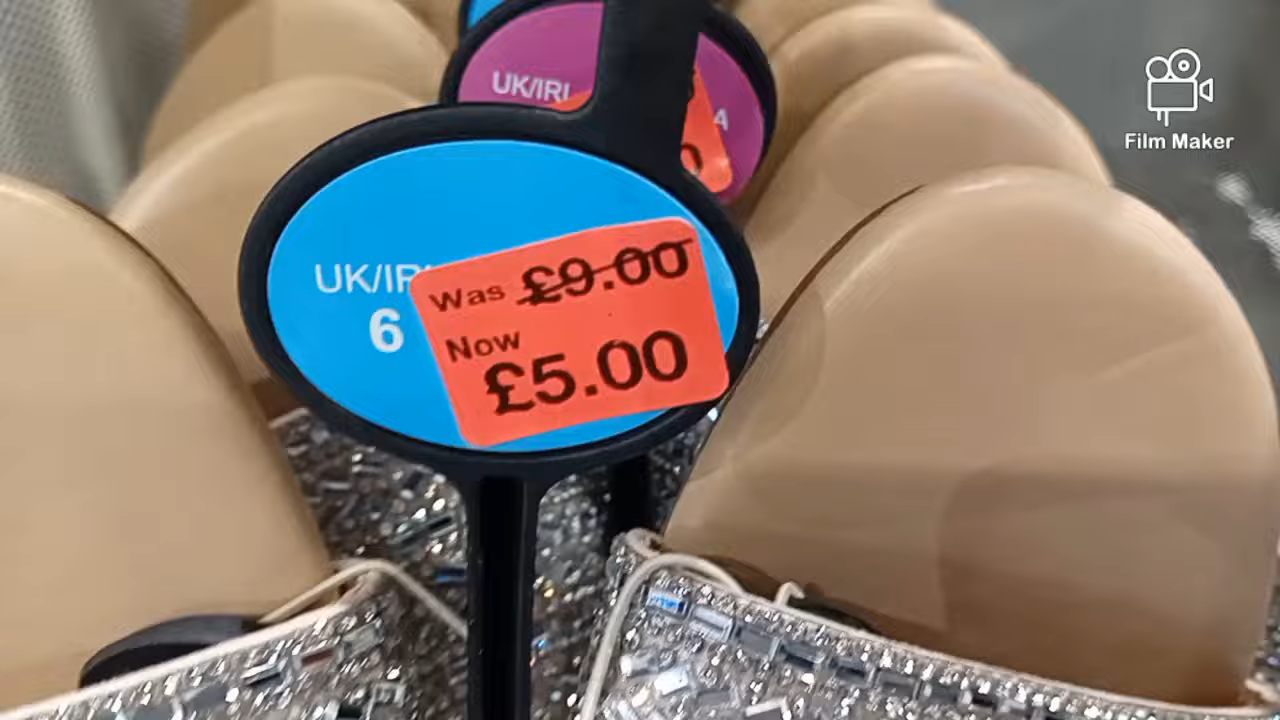 UK/IRL
A
Film Maker
UK/IRL
6
Was £9.00
Now
£5.00